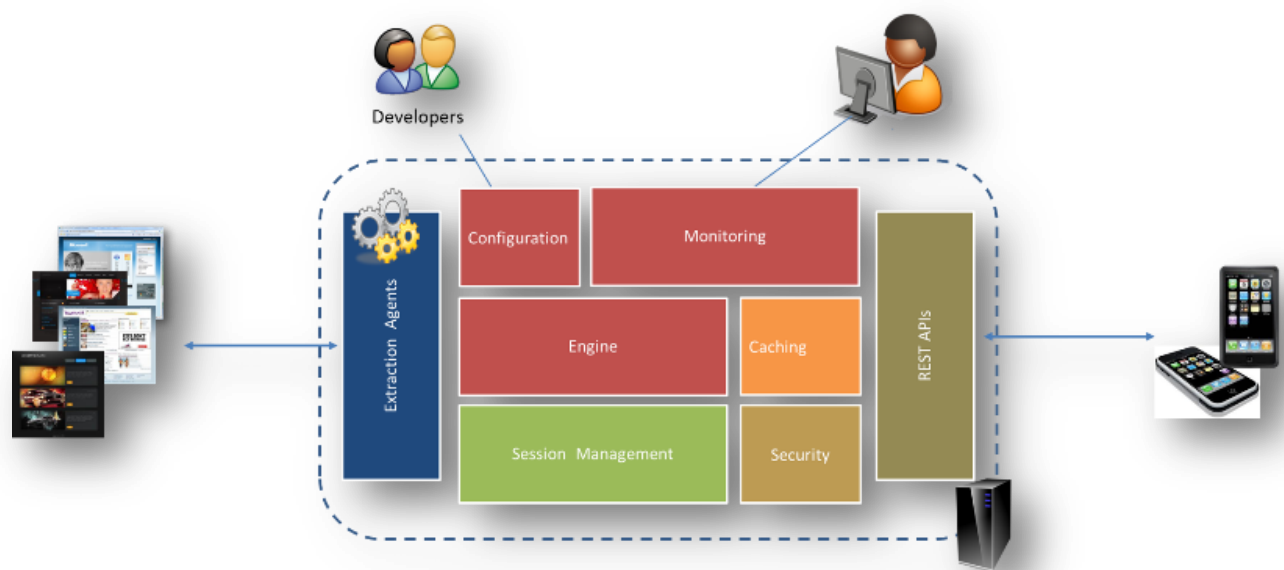 Developers
Configuration
Monitoring
Extraction Agents
Engine
Caching
REST APIs
Session Management
Security